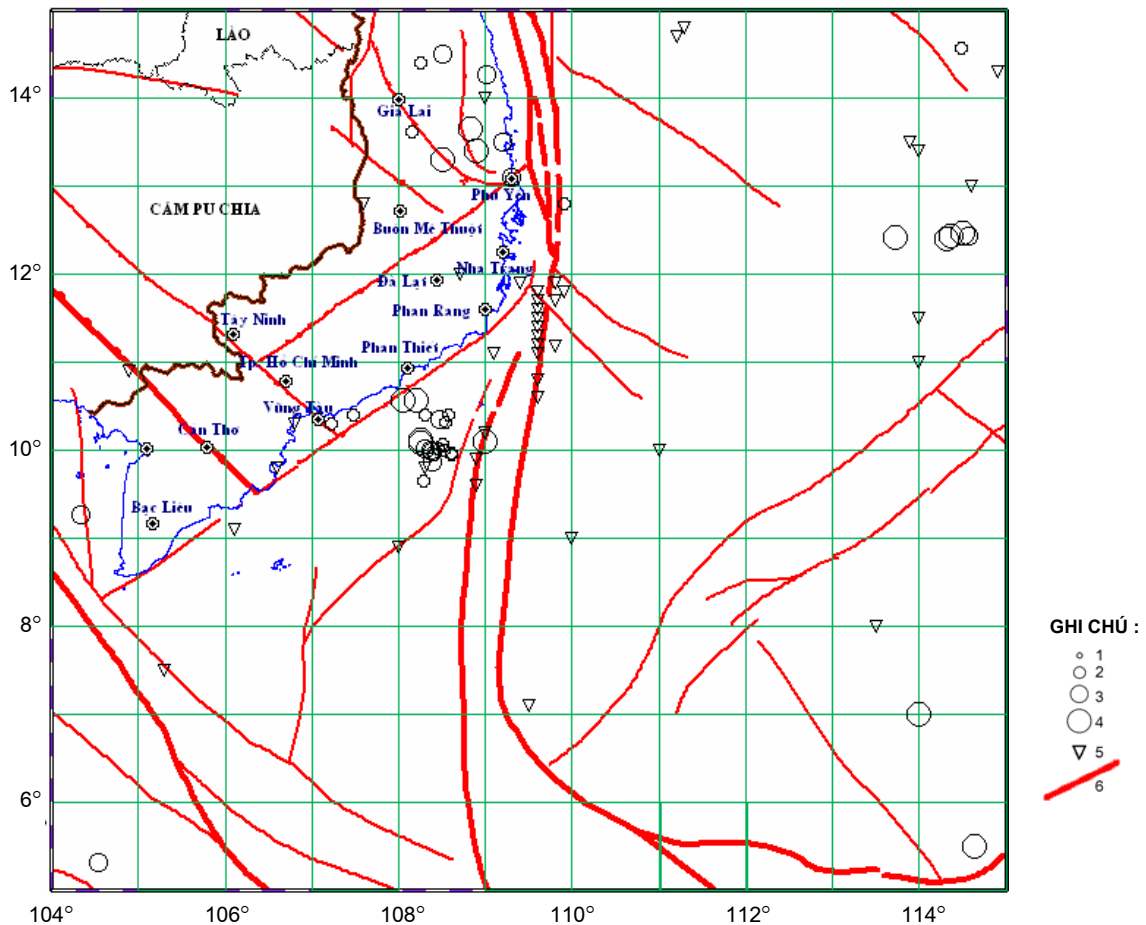 LÀO
14°
Gia Lai
CĂM PU CHIA
Phú Yên
Buôn Mê Thuột
12°
Nha Trang
Đà Lạt
Phan Rang
Tây Ninh
Phan Thiết
Tp. Hồ Chí Minh
Vũng Tàu
10°
Cần Thơ
Bạc Liêu
8°
6°
104°
106°
108°
110°
112°
114°
GHI CHÚ :
1
2
3
4
5
6